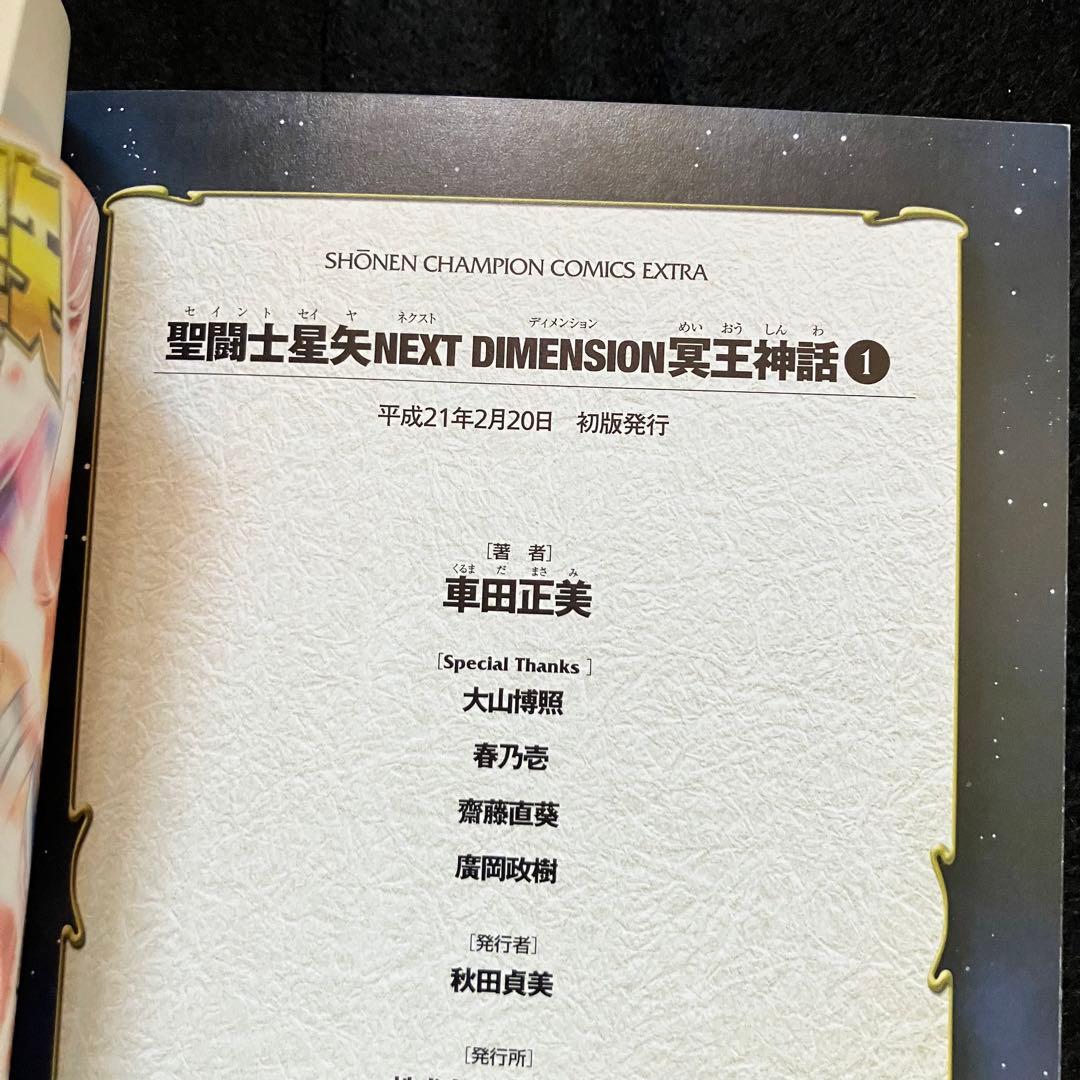 SHŌNEN CHAMPION COMICS EXTRA
セイント セイ ヤ ネクスト ディメンション めい おう しん わ
聖闘士星矢NEXT DIMENSION冥王神話1
平成21年2月20日 初版発行
[著 者]
くるま だ まさ み
車田正美
[Special Thanks ]
大山博照
春乃壱
齋藤直葵
廣岡政樹
[発行者]
秋田貞美
[発行所]